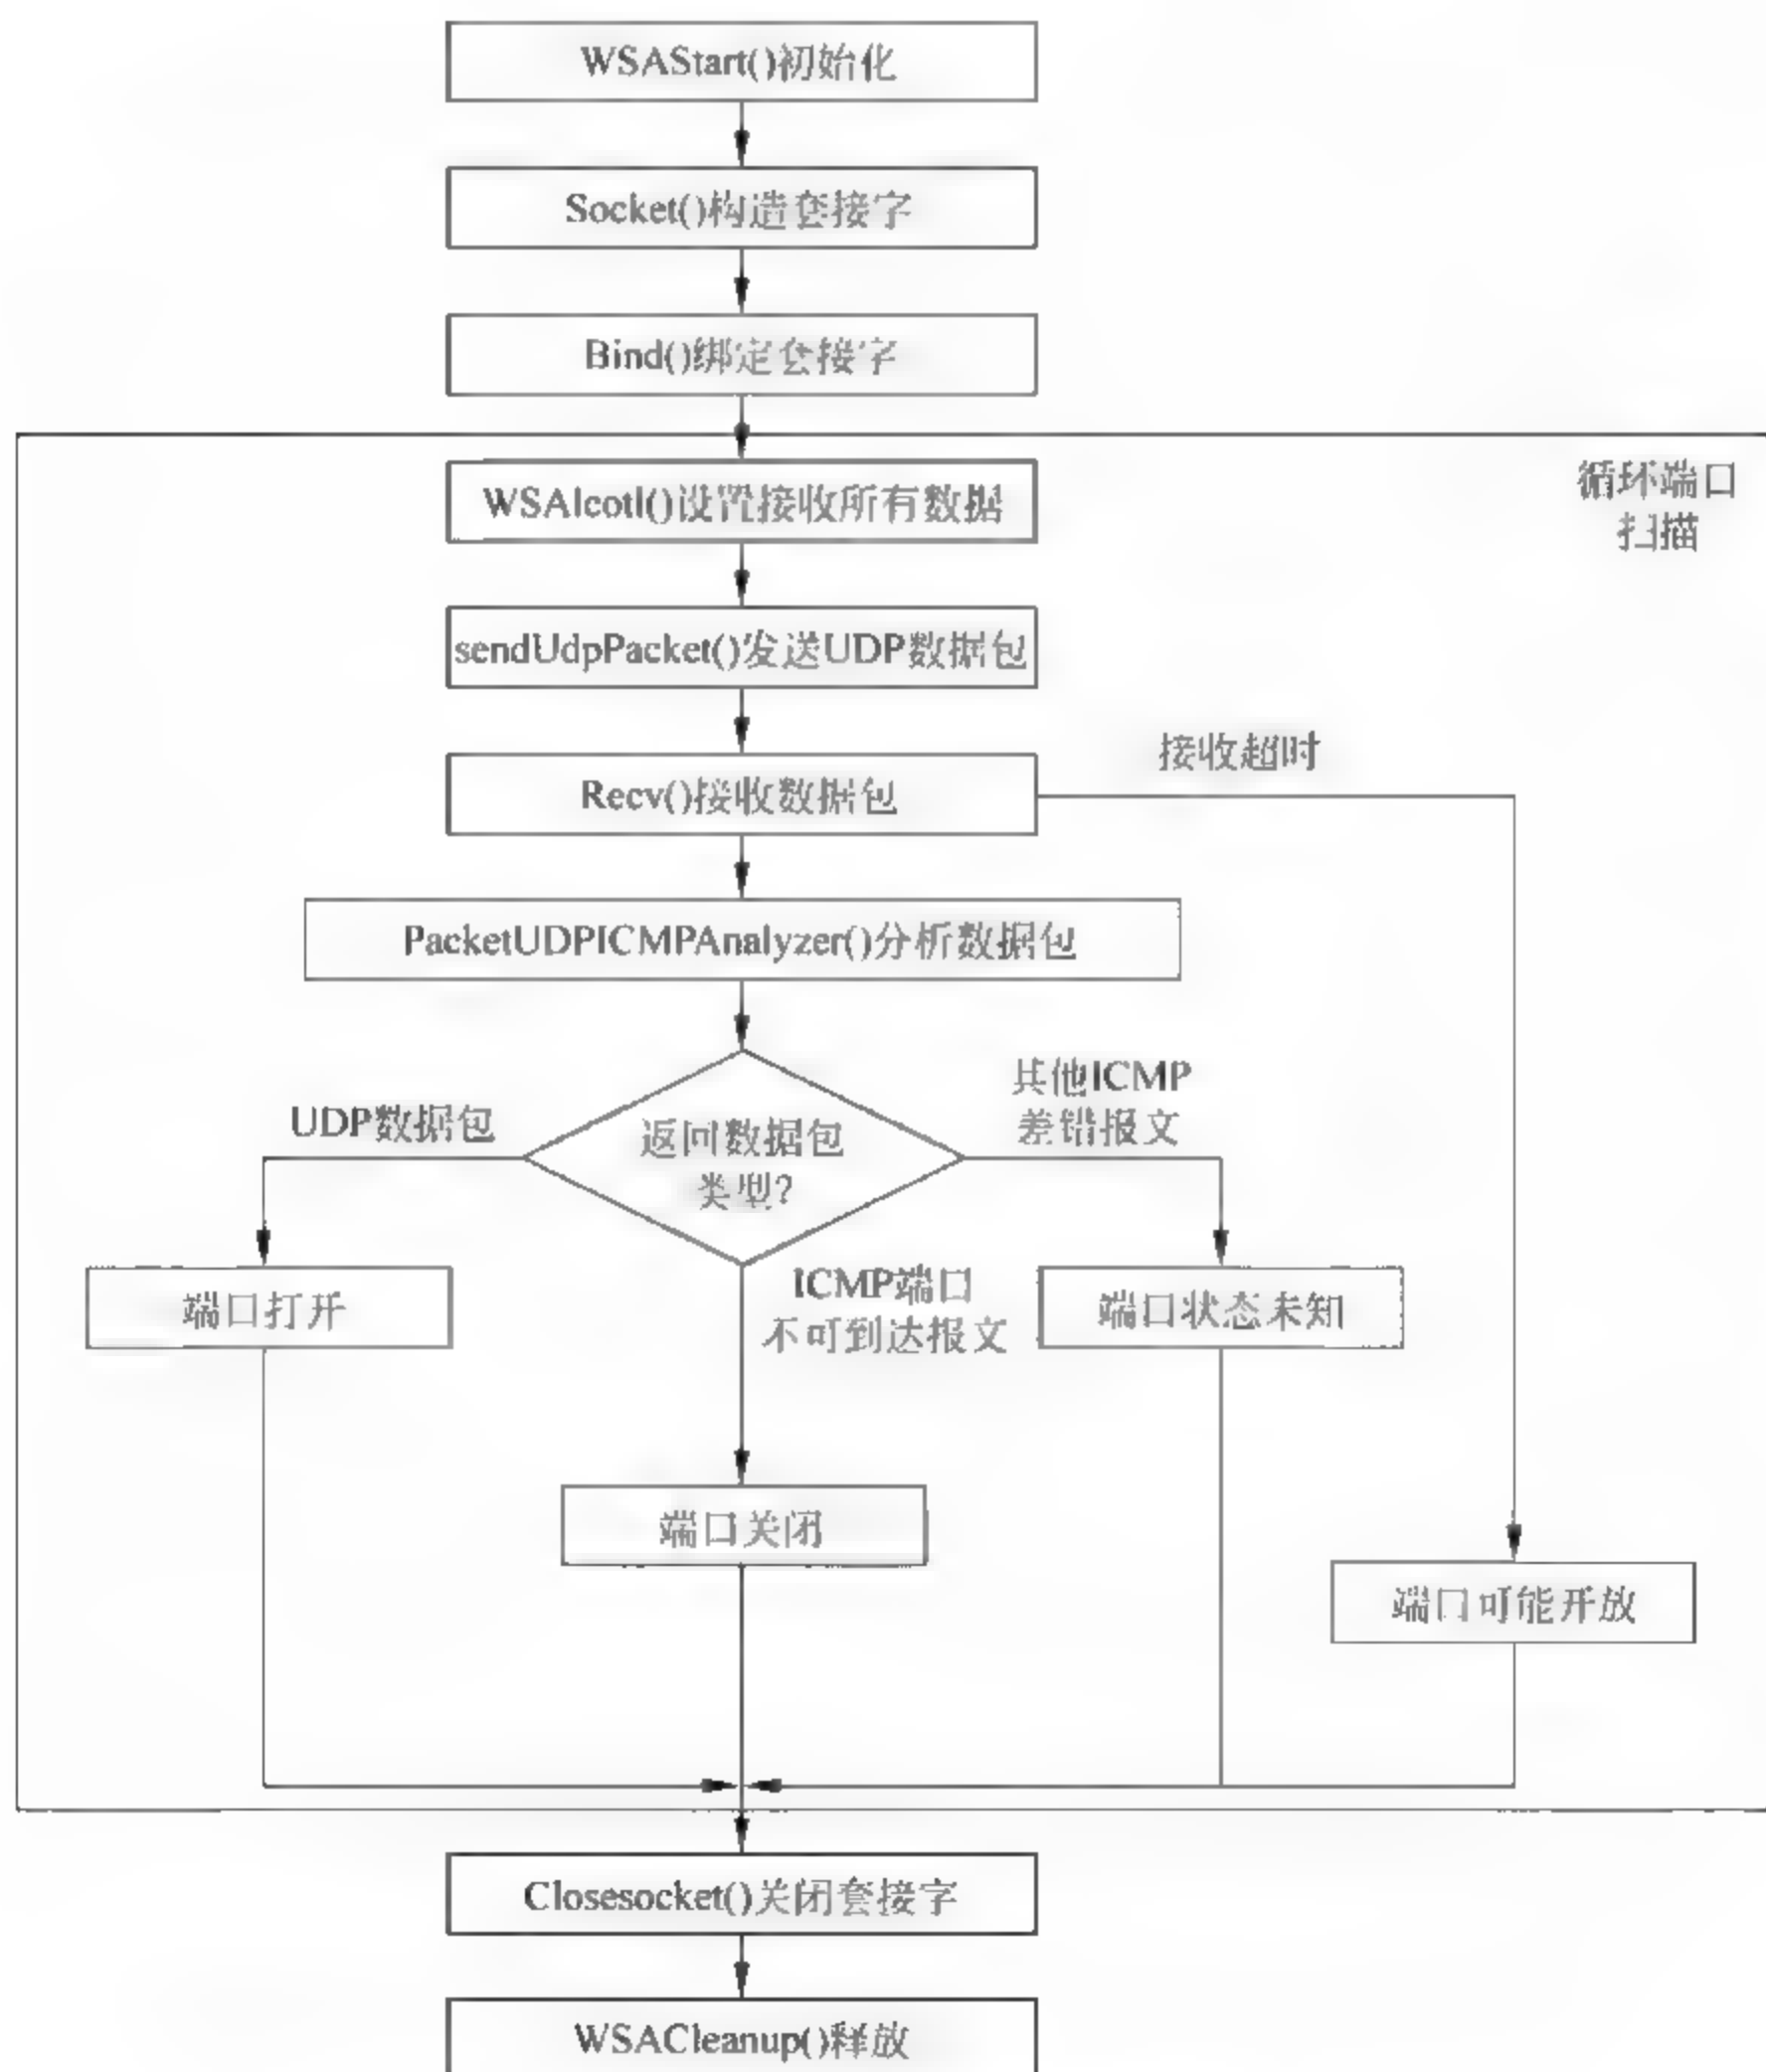 WSAStart()初始化
Socket()构造套接字
Bind()绑定套接字
循环端口
扫描
WSAIcotl()设置接收所有数据
sendUdpPacket()发送UDP数据包
接收超时
Recv()接收数据包
PacketUDPICMPAnalyzer()分析数据包
其他ICMP
差错报文
UDP数据包
返回数据包
类型?
ICMP端口
不可到达报文
端口打开
端口状态未知
端口关闭
端口可能开放
Closesocket()关闭套接字
WSACleanup()释放